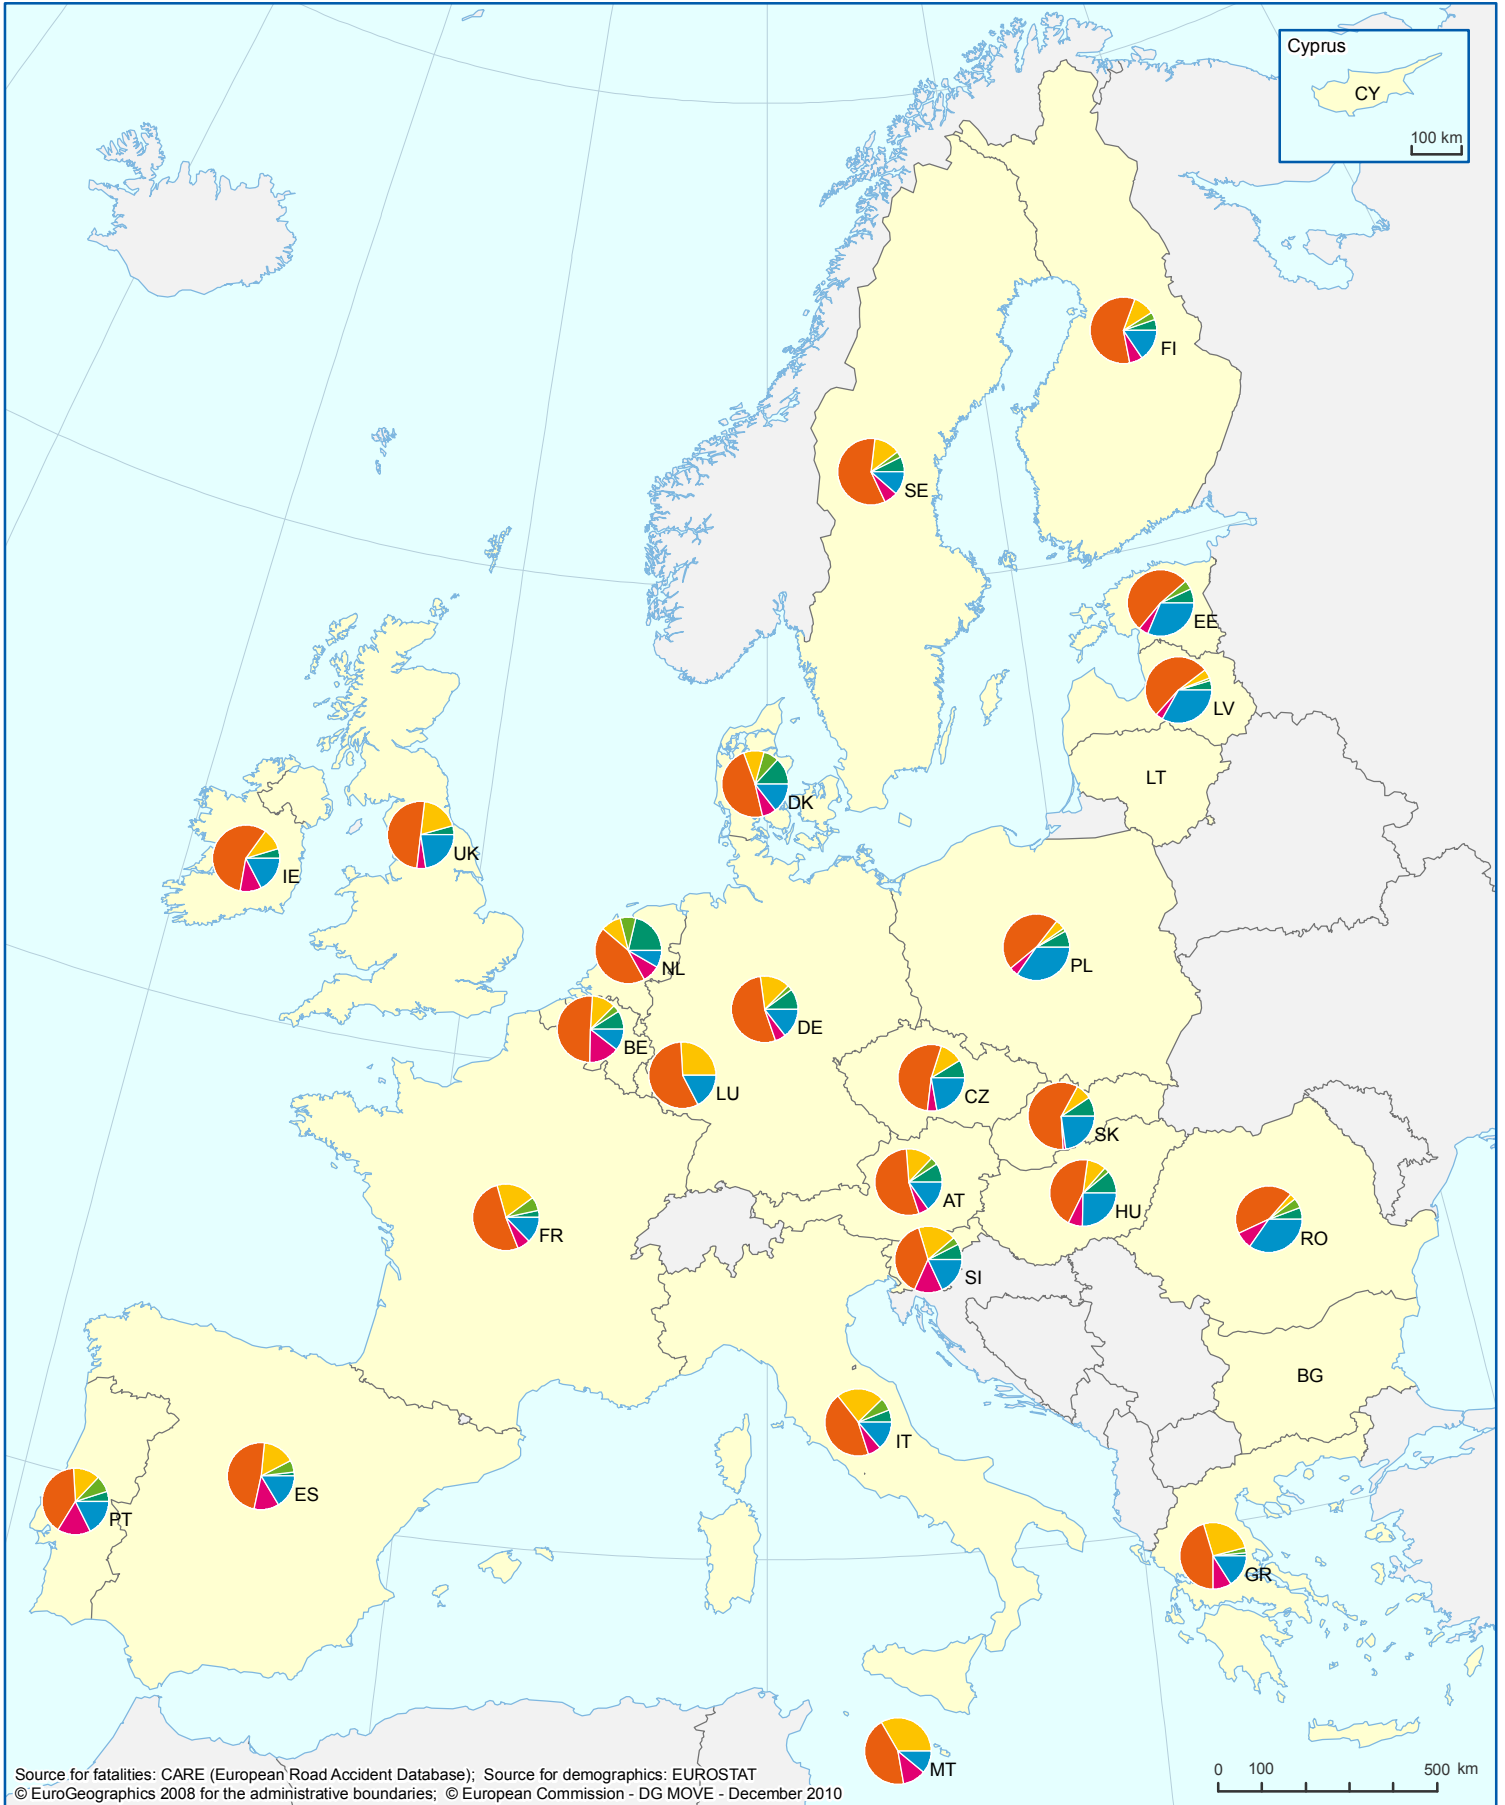 Cyprus
CY
100 km
FI
SE
EE
LV
LT
DK
UK
IE
NL
PL
DE
BE
LU
CZ
SK
AT
HU
FR
RO
SI
BG
IT
ES
PT
GR
MT
0 100 500 km
Source for fatalities: CARE (European Road Accident Database); Source for demographics: EUROSTAT
© EuroGeographics 2008 for the administrative boundaries; © European Commission - DG MOVE - December 2010